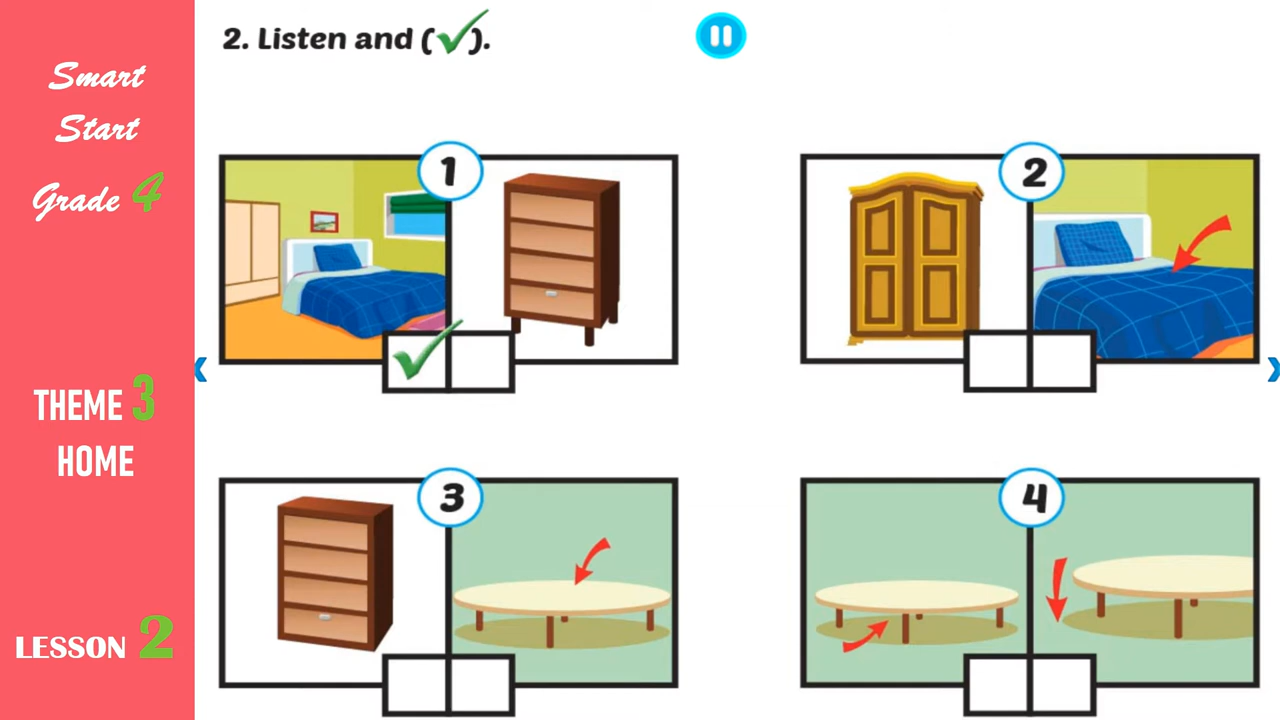 Smart
Start
Grade 4
THEME 3
HOME
LESSON 2
2. Listen and (✓).
1
2
3
4